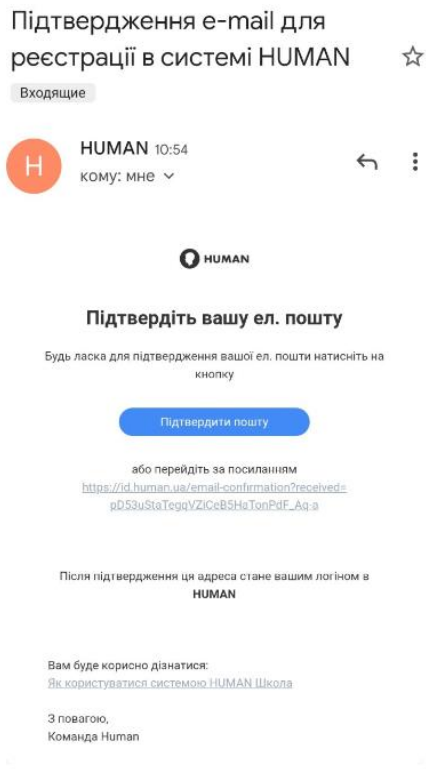 Підтвердження e-mail для
реєстрації в системі HUMAN
Входящие
H
HUMAN 10:54
кому: мне
HUMAN
Підтвердіть вашу ел. пошту
Будь ласка для підтвердження вашої ел. пошти натисніть на
кнопку
Підтвердити пошту
або перейдіть за посиланням
https://id.human.ua/email-confirmation?received=
pD53uStaTegqVZiCeB5HaTonPdF_Aq-a
Після підтвердження ця адреса стане вашим логіном в
HUMAN
Вам буде корисно дізнатися:
Як користуватися системою HUMAN Школа
З повагою,
Команда Human